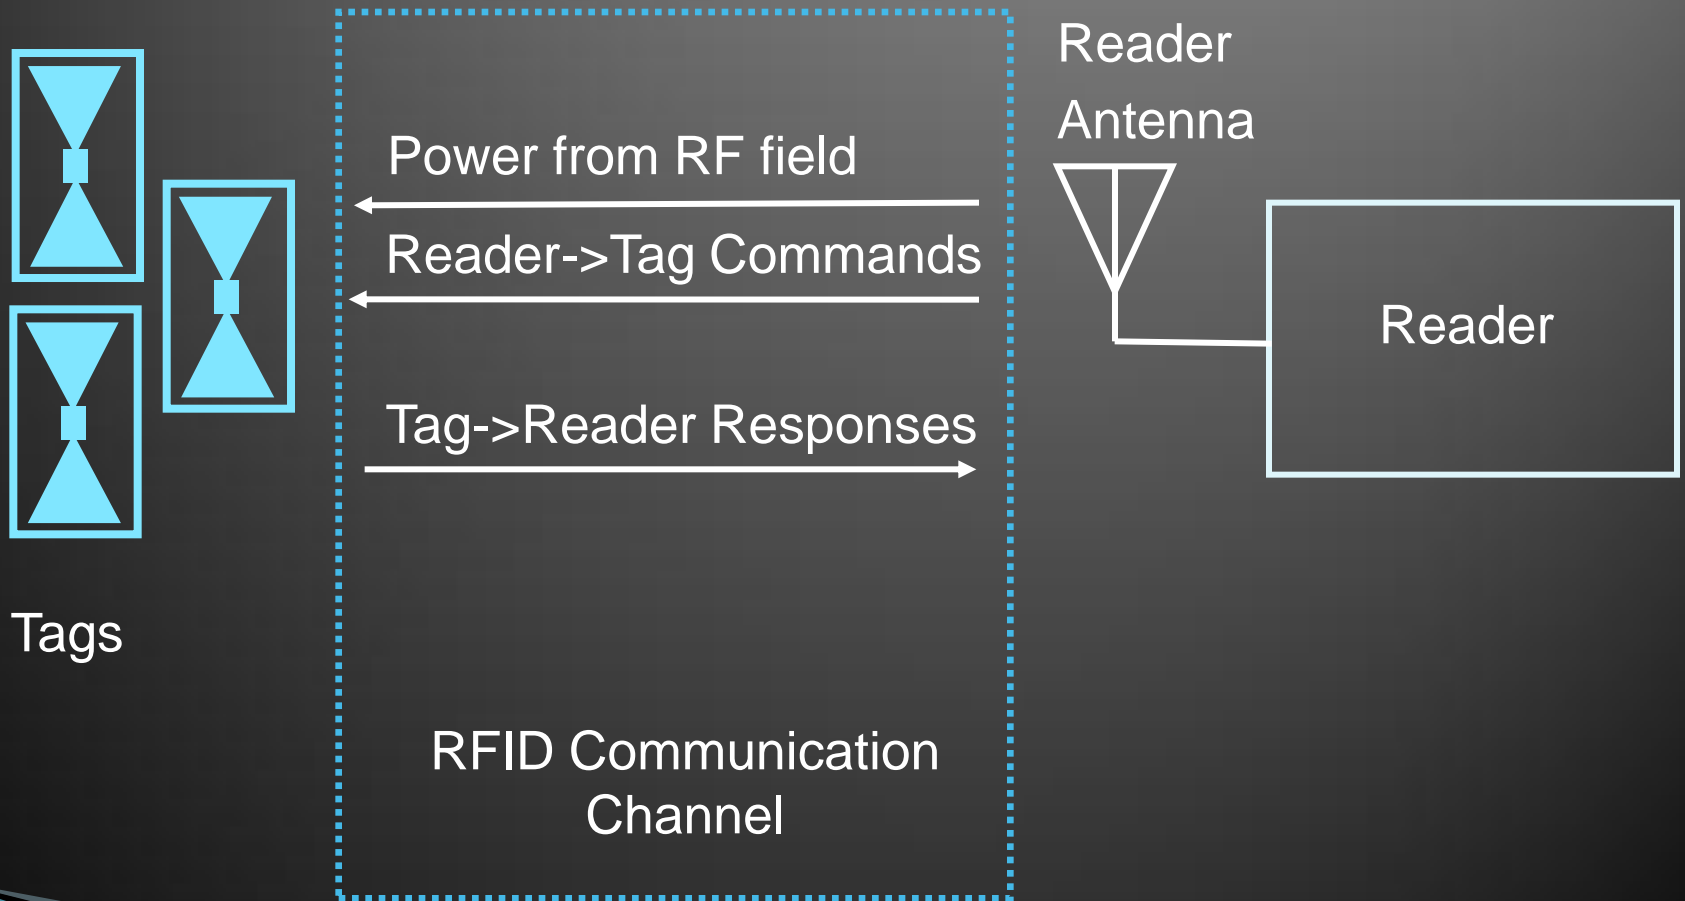 Reader
Antenna
Power from RF field
Reader->Tag Commands
Reader
Tag->Reader Responses
Tags
RFID Communication
Channel